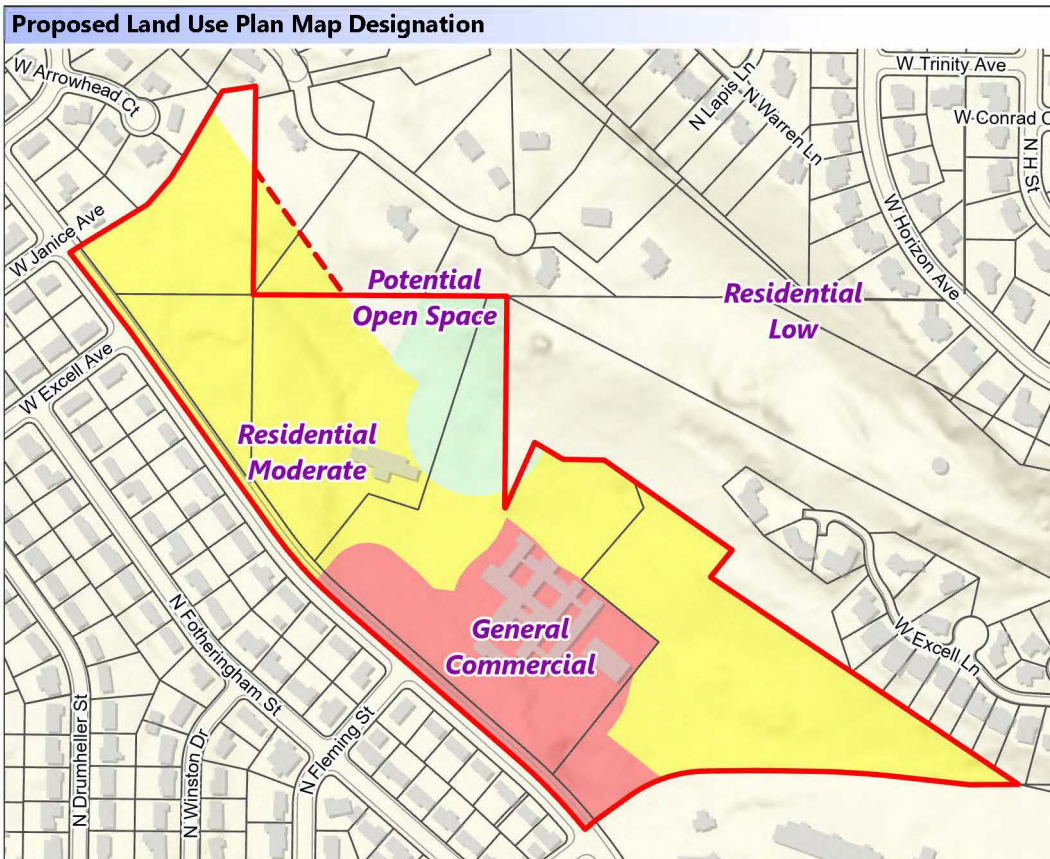 Proposed Land Use Plan Map Designation
W Arrowhead Ct
W Trinity Ave
N Lapis Ln
N Warren Ln
W Conrad C
N H St
W Janice Ave
W Horizon Ave
Potential
Open Space
Residential
Low
W Excell Ave
Residential
Moderate
General
Commercial
N Fotheringham St
W Excell Ln
N Drumheller St
N Winston Dr
N Fleming St